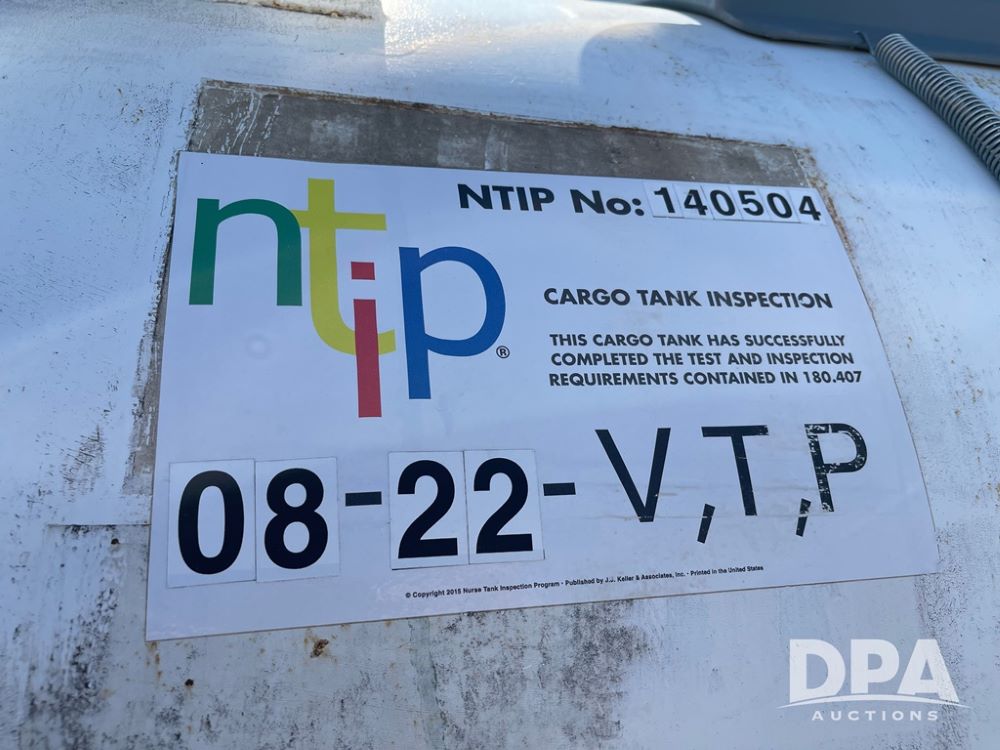 ntip®
NTIP No: 140504
CARGO TANK INSPECTION
THIS CARGO TANK HAS SUCCESSFULLY
COMPLETED THE TEST AND INSPECTION
REQUIREMENTS CONTAINED IN 180.407
08-22-V,T,P
© Copyright 2015 Nurse Tank Inspection Program - Published by J.J. Keller & Associates, Inc. - Printed in the United States
DPA
AUCTIONS